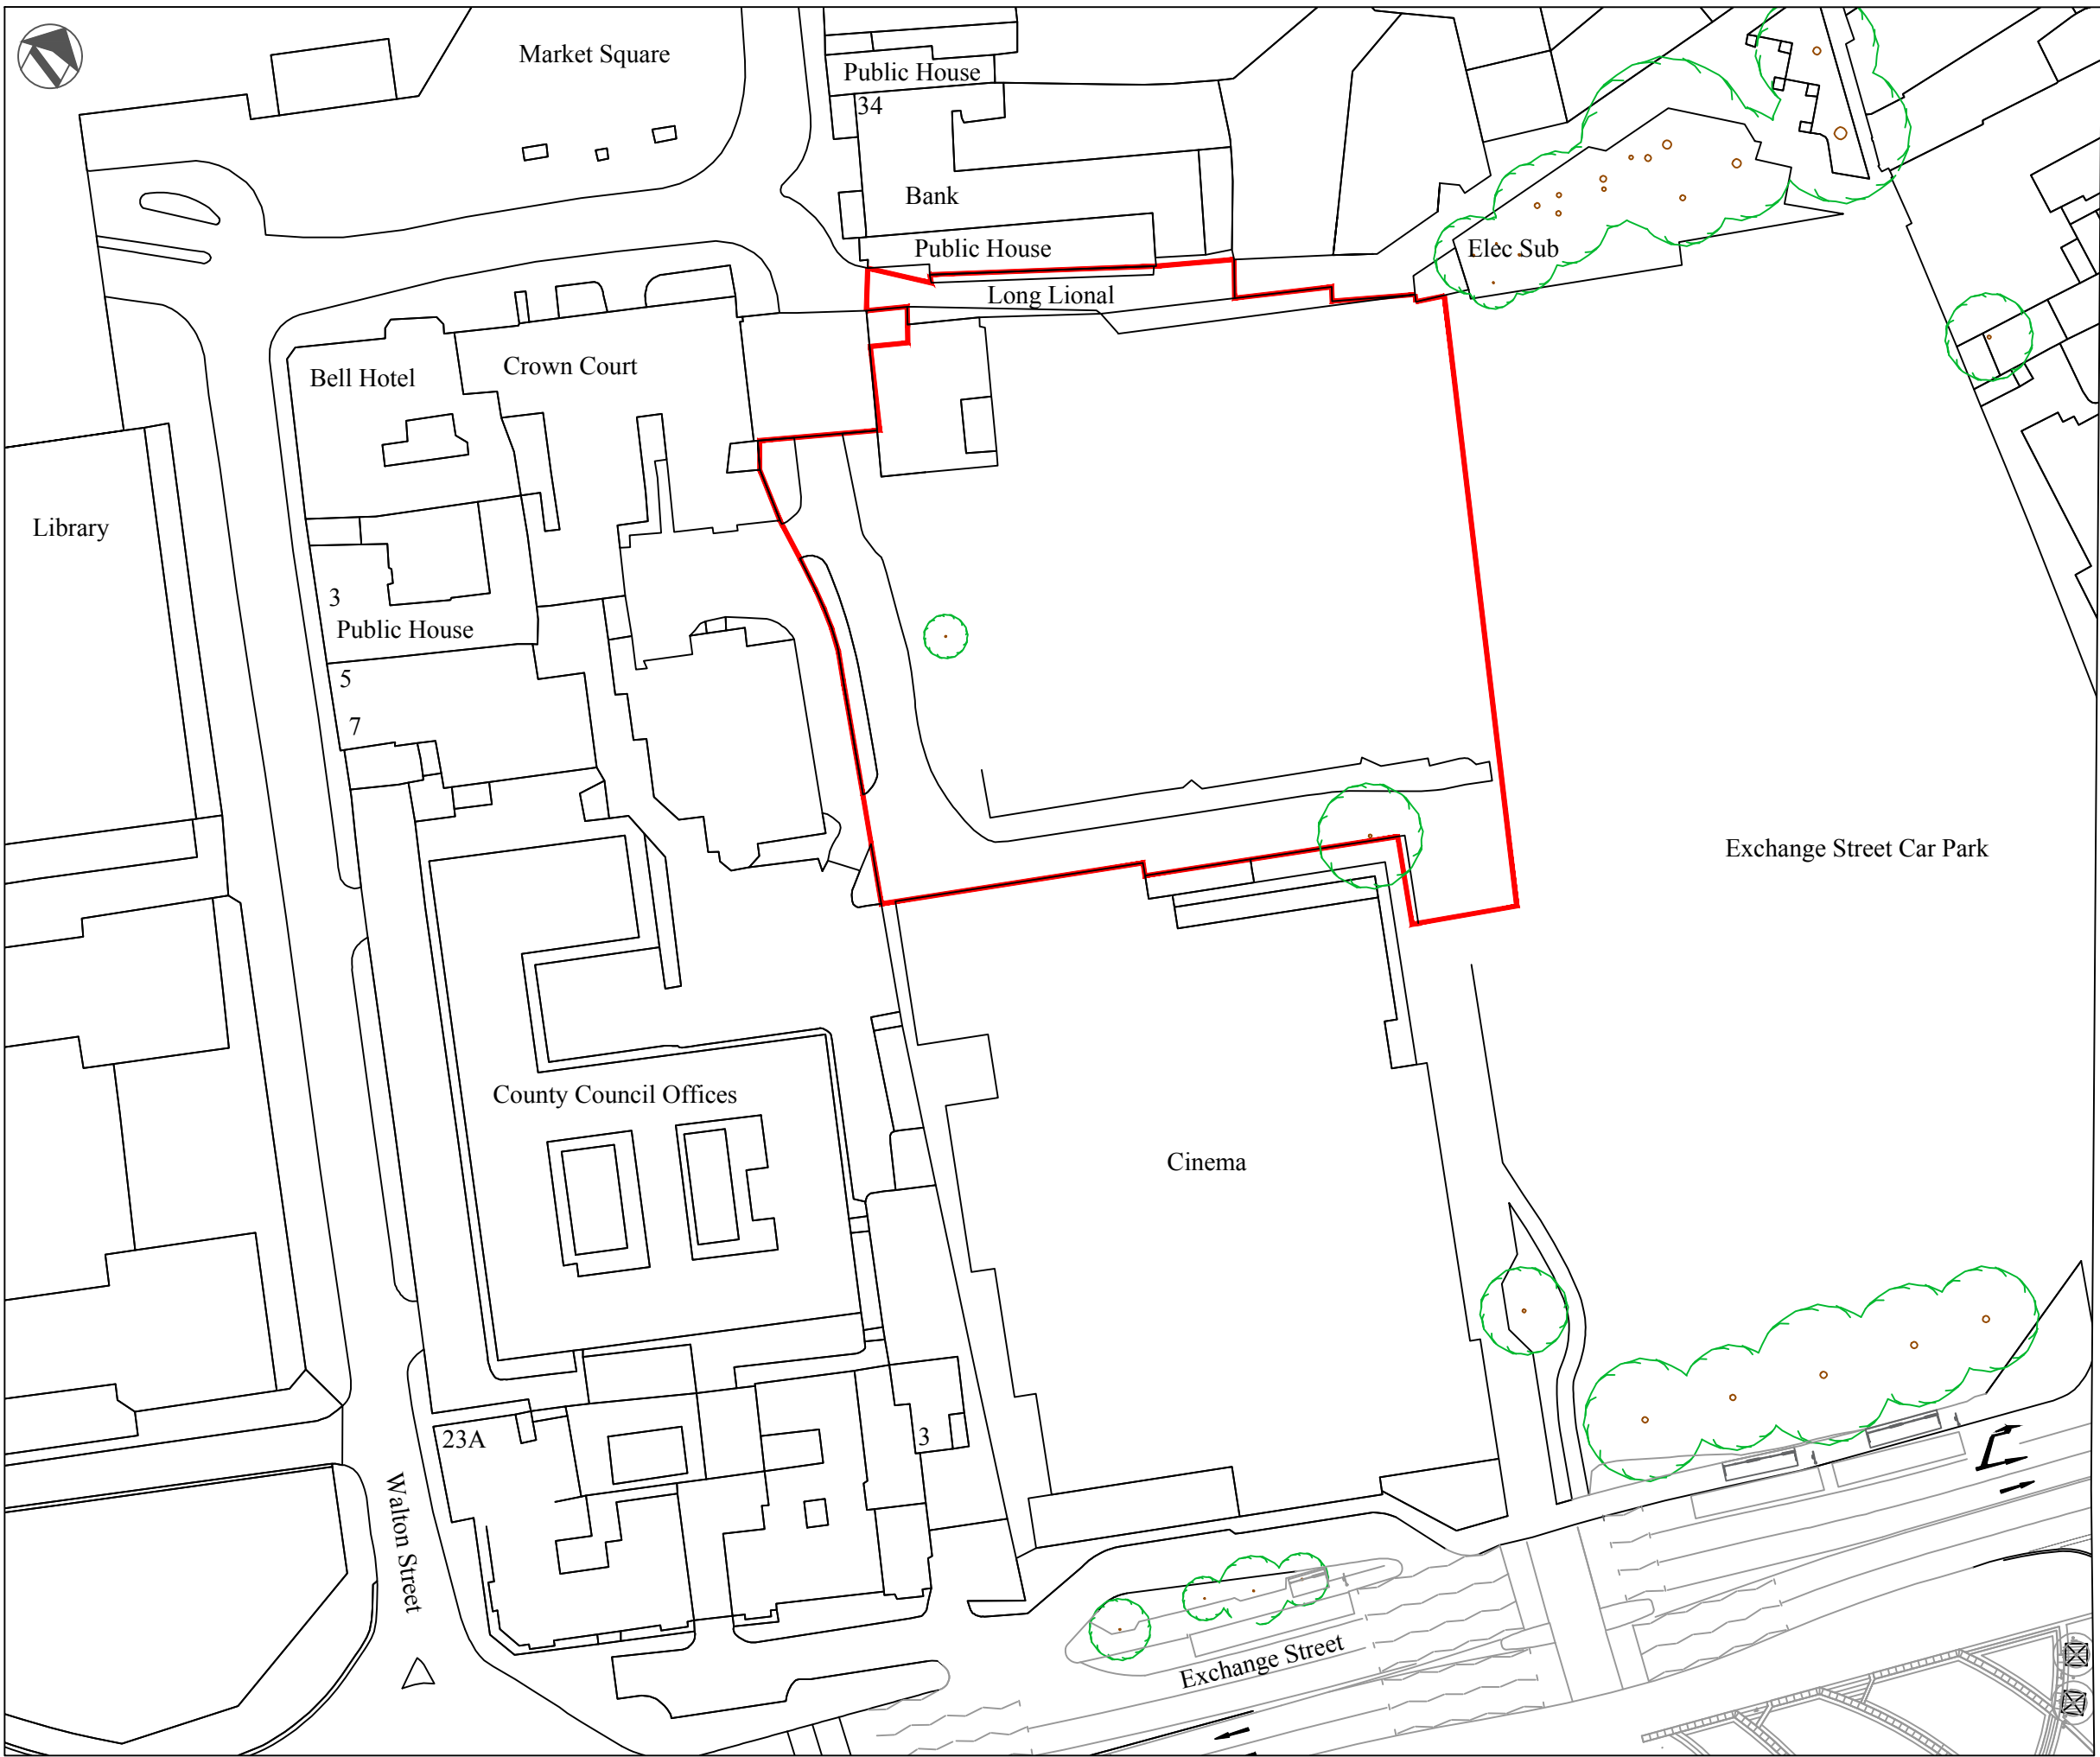 Market Square
Public House
34
Bank
Public House
Elec Sub
Long Lional
Crown Court
Bell Hotel
Library
3
Public House
5
7
Exchange Street Car Park
County Council Offices
Cinema
23A
3
Walton Street
Exchange Street